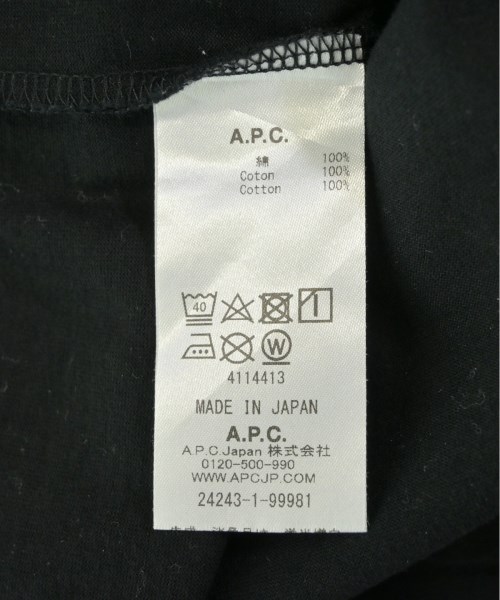 A.P.C.
綿 100%
Coton 100%
Cotton 100%
40
W
4114413
MADE IN JAPAN
A.P.C.
A.P.C.Japan 株式会社
0120-500-990
WWW.APCJP.COM
24243-1-99981